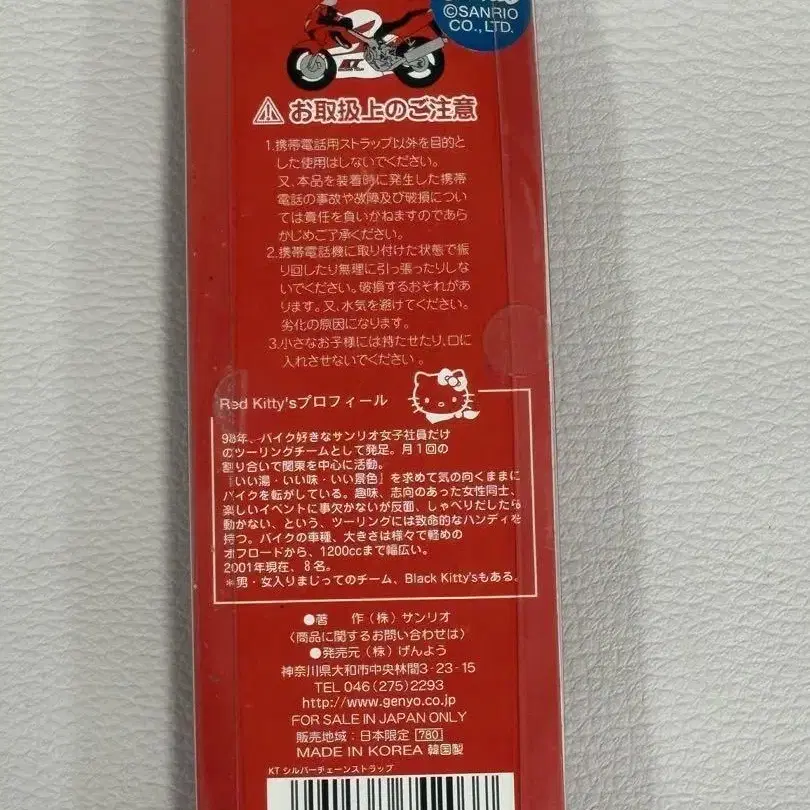 ©SANRIO
CO., LTD.
お取扱上のご注意
1.携帯電話用ストラップ以外を目的と
した使用はしないでください。
又、本品を装着時に発生した携帯
電話の事故や故障及び破損につい
ては責任を負いかねますのであら
かじめご了承ください。
2.携帯電話機に取り付けた状態で振
り回したり無理に引っ張ったりしな
いでください。破損するおそれがあ
ります。又、水気を避けてください。
劣化の原因になります。
3.小さなお子様には持たせたり、口に
入れさせないでください。
Red Kitty'sプロフィール
98年、バイク好きなサンリオ女子社員だけ
のツーリングチームとして発足。月1回の
割り合いで関東を中心に活動。
『いい湯・いい味・いい景色』を求めて気の向くままに
バイクを転がしている。趣味、志向のあった女性同士、
楽しいイベントに事欠かないが反面、しゃべりだしたら
動かない、という、ツーリングには致命的なハンディを
持つ。バイクの車種、大きさは様々で軽めの
オフロードから、1200ccまで幅広い。
2001年現在、8名。
*男・女入りまじってのチーム、Black Kitty'sもある。
●著 作(株)サンリオ
〈商品に関するお問い合わせは〉
●発売元(株)げんよう
神奈川県大和市中央林間3-23-15
TEL 046(275)2293
http://www.genyo.co.jp
FOR SALE IN JAPAN ONLY
販売地域:日本限定 780
MADE IN KOREA 韓国製
KT シルバーチェーンストラップ